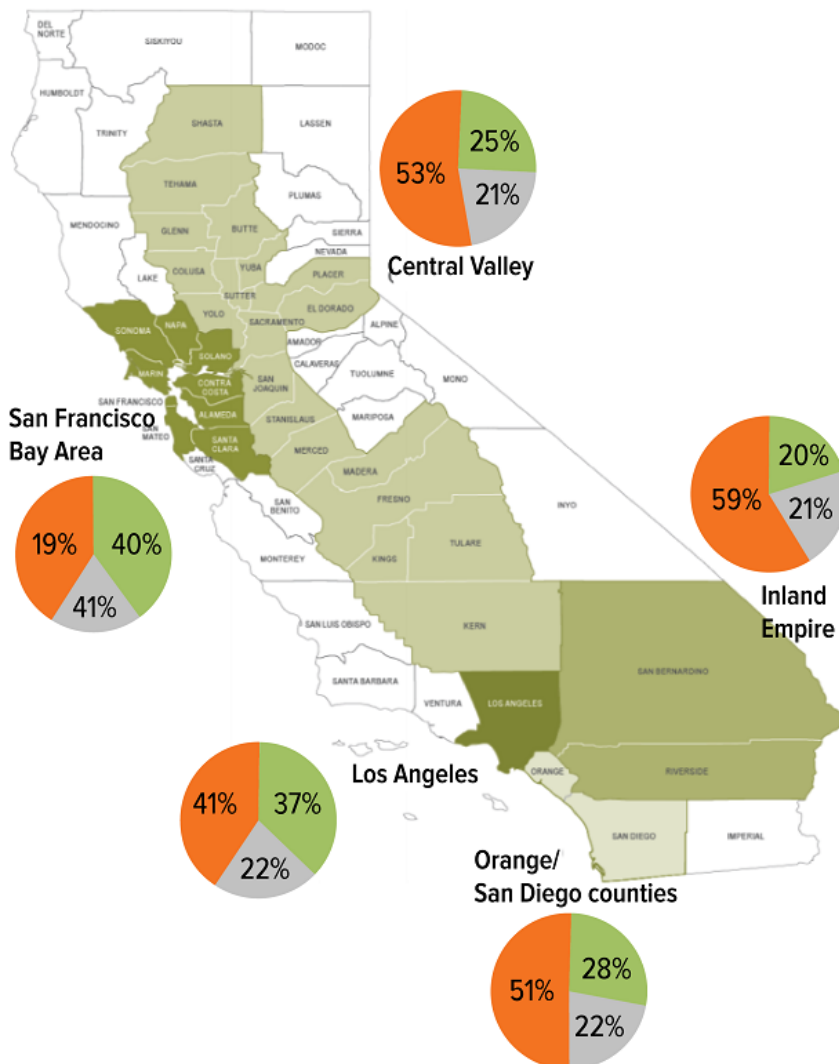 DEL
NORTE
SISKIYOU
MODOC
HUMBOLDT
TRINITY
SHASTA
LASSEN
TEHAMA
PLUMAS
MENDOCINO
GLENN
BUTTE
SIERRA
NEVADA
LAKE
COLUSA
YUBA
SUTTER
PLACER
YOLO
EL DORADO
SONOMA
NAPA
SACRAMENTO
ALPINE
SOLANO
AMADOR
CALAVERAS
MARIN
SAN
JOAQUIN
TUOLUMNE
MONO
CONTRA
COSTA
SAN FRANCISCO
ALAMEDA
STANISLAUS
MARIPOSA
SAN
MATEO
SANTA
CLARA
MERCED
SANTA
CRUZ
MADERA
SAN
BENITO
FRESNO
INYO
MONTEREY
KINGS
TULARE
SAN LUIS OBISPO
KERN
SAN BERNARDINO
SANTA BARBARA
VENTURA
LOS ANGELES
ORANGE
RIVERSIDE
SAN DIEGO
IMPERIAL
53%
25%
21%
Central Valley
San Francisco
Bay Area
19%
40%
41%
59%
20%
21%
Inland
Empire
Los Angeles
41%
37%
22%
Orange/
San Diego counties
51%
28%
22%